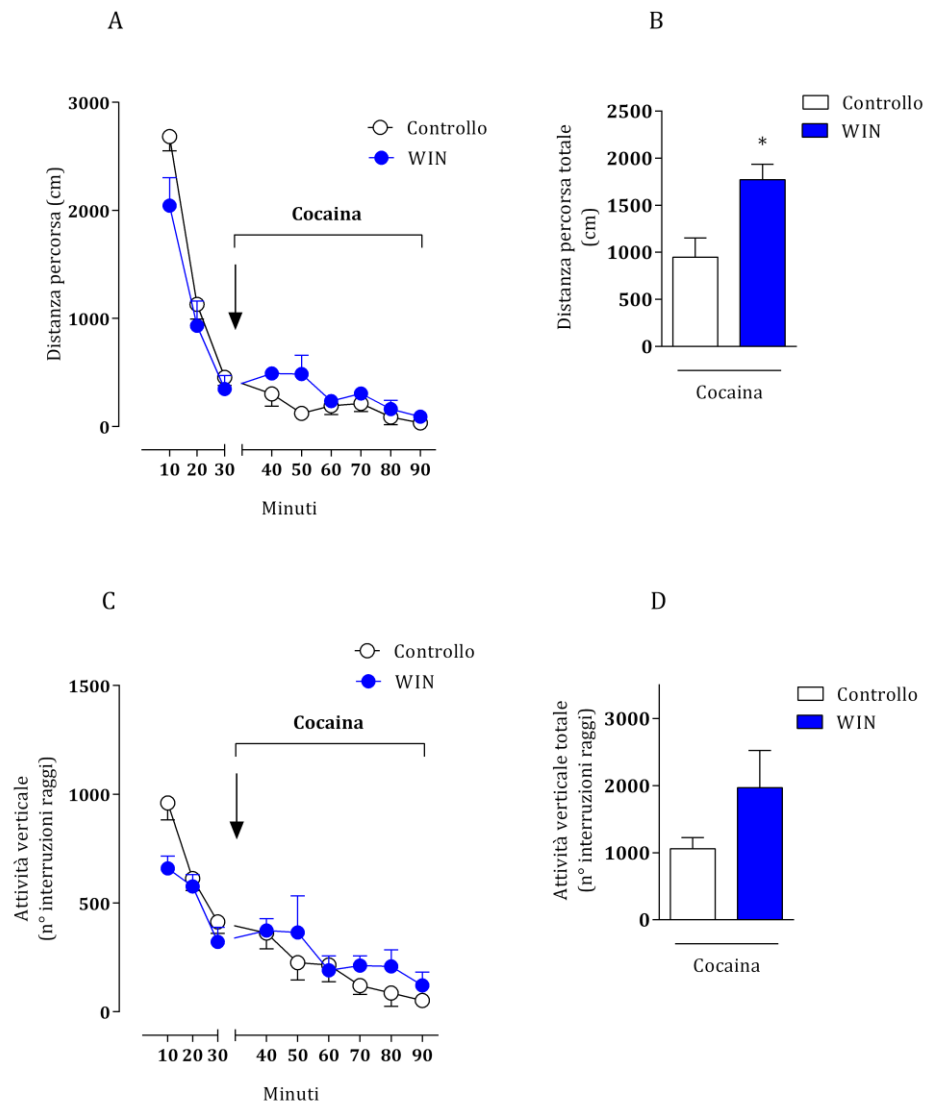 A
3000
2000
1000
0
Distanza percorsa (cm)
Controllo
WIN
Cocaina
10 20 30 40 50 60 70 80 90
Minuti
B
2500
2000
1500
1000
500
0
Distanza percorsa totale
(cm)
Controllo
WIN
*
Cocaina
C
1500
1000
500
0
Attività verticale
(n° interruzioni raggi)
Controllo
WIN
Cocaina
10 20 30 40 50 60 70 80 90
Minuti
D
3000
2000
1000
0
Attività verticale totale
(n° interruzioni raggi)
Controllo
WIN
Cocaina